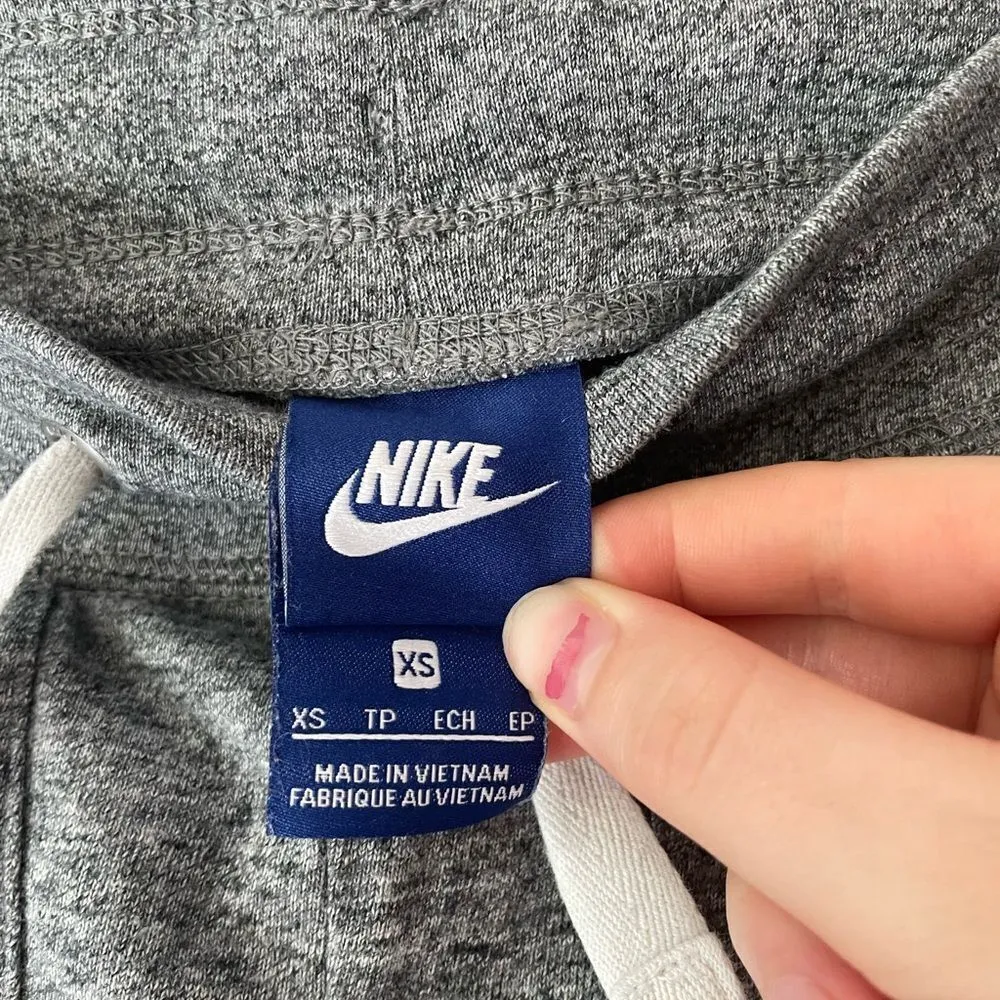 NIKE
XS
XS TP ECH EP
MADE IN VIETNAM
FABRIQUE AU VIETNAM